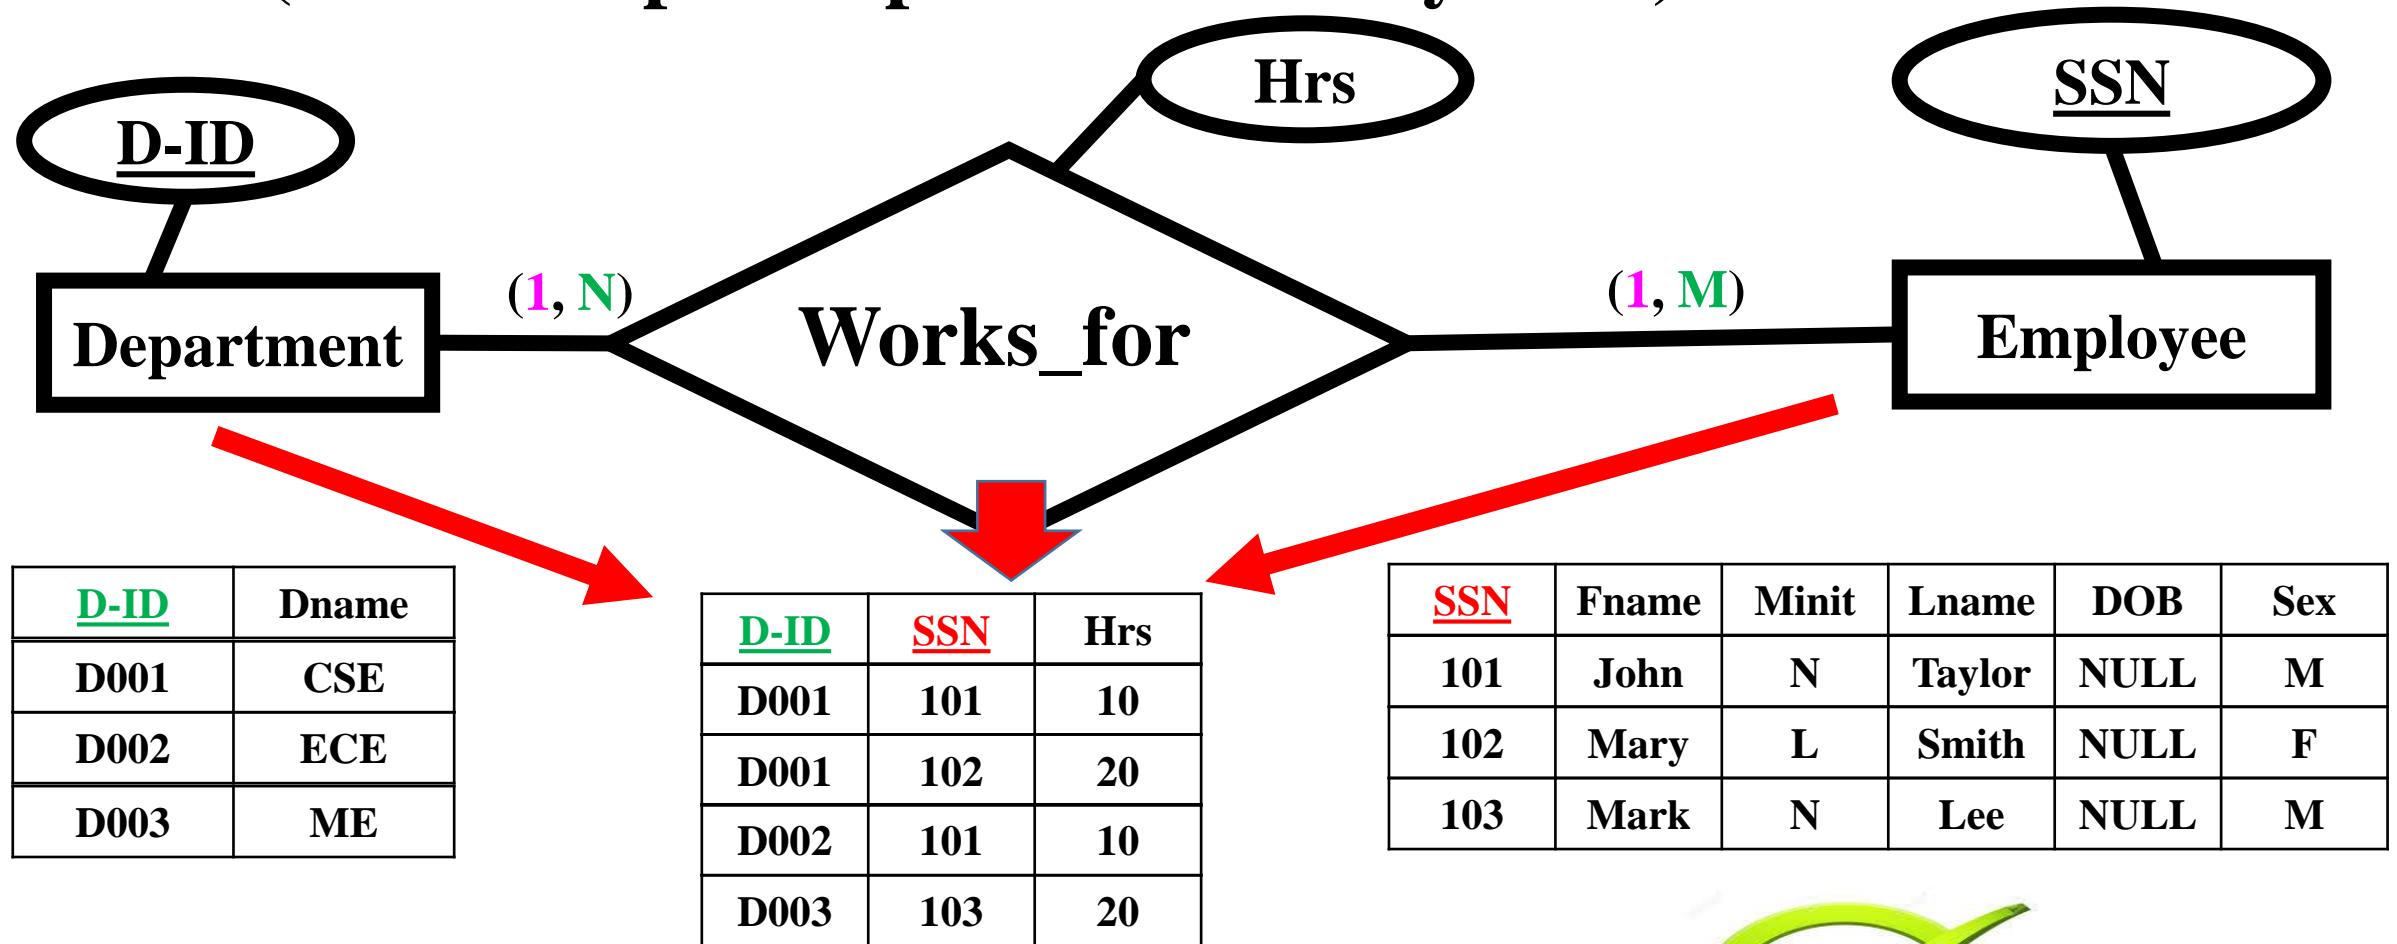 Hrs
SSN
D-ID
(1, N)
(1, M)
Department
Works_for
Employee
D-ID Dname
D001 CSE
D002 ECE
D003 ME
D-ID SSN Hrs
D001 101 10
D001 102 20
D002 101 10
D003 103 20
SSN Fname Minit Lname DOB Sex
101 John N Taylor NULL M
102 Mary L Smith NULL F
103 Mark N Lee NULL M